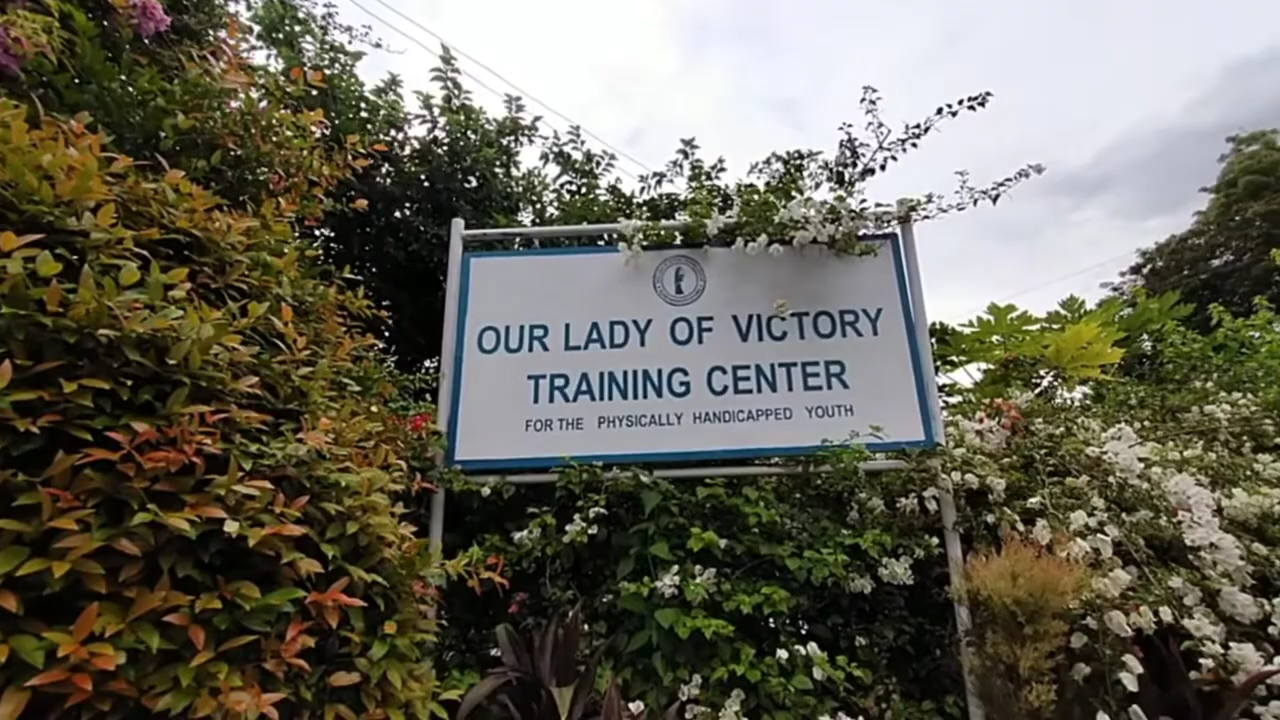 OUR LADY OF VICTORY
TRAINING CENTER
FOR THE PHYSICALLY HANDICAPPED YOUTH